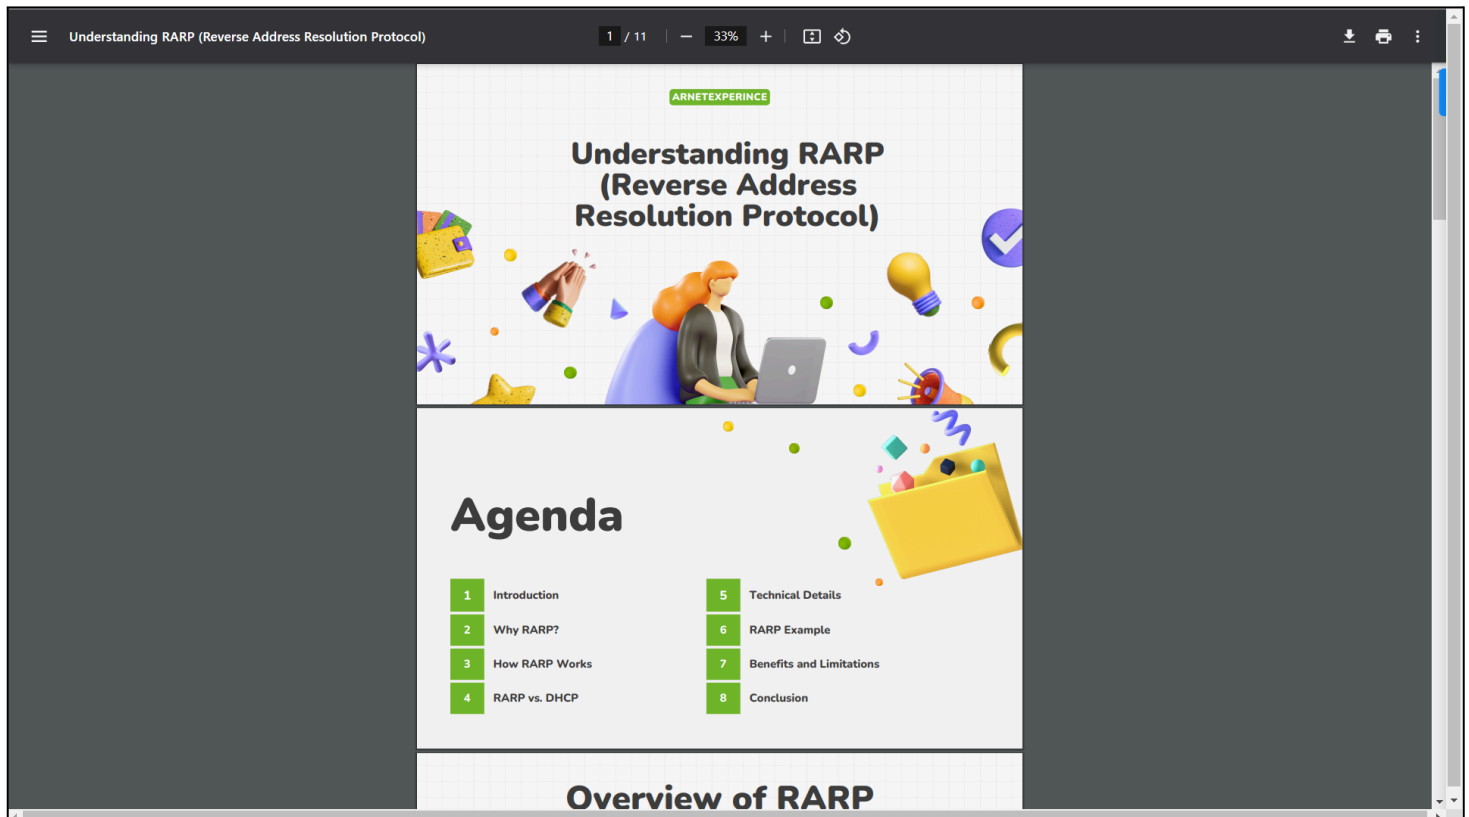 Understanding RARP (Reverse Address Resolution Protocol)
1 / 11
33%
ARNETEXPERINCE
Understanding RARP
(Reverse Address
Resolution Protocol)
Agenda
1 Introduction
2 Why RARP?
3 How RARP Works
4 RARP vs. DHCP
5 Technical Details
6 RARP Example
7 Benefits and Limitations
8 Conclusion
Overview of RARP